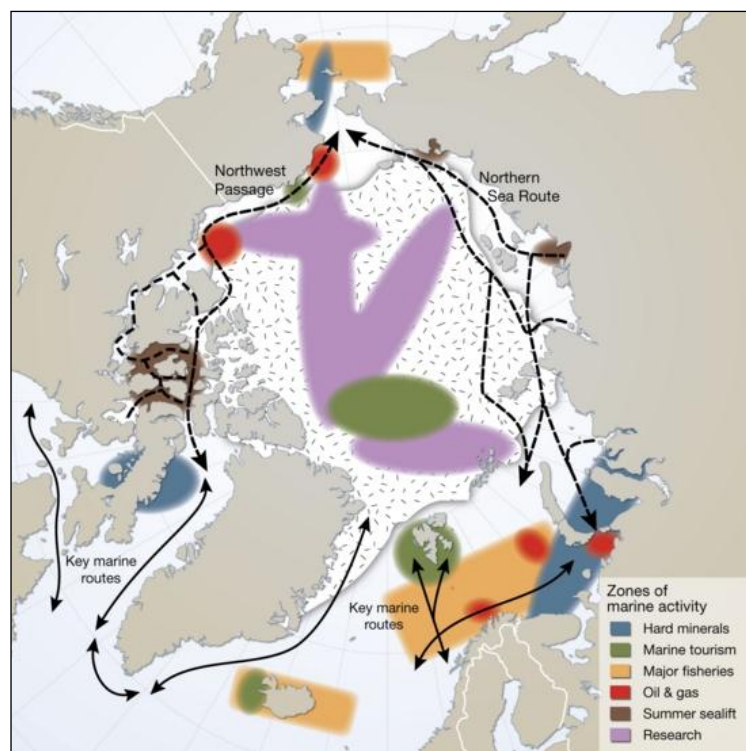 Northwest
Passage
Northern
Sea Route
Key marine
routes
Key marine
routes
Zones of
marine activity
Hard minerals
Marine tourism
Major fisheries
Oil & gas
Summer sealift
Research